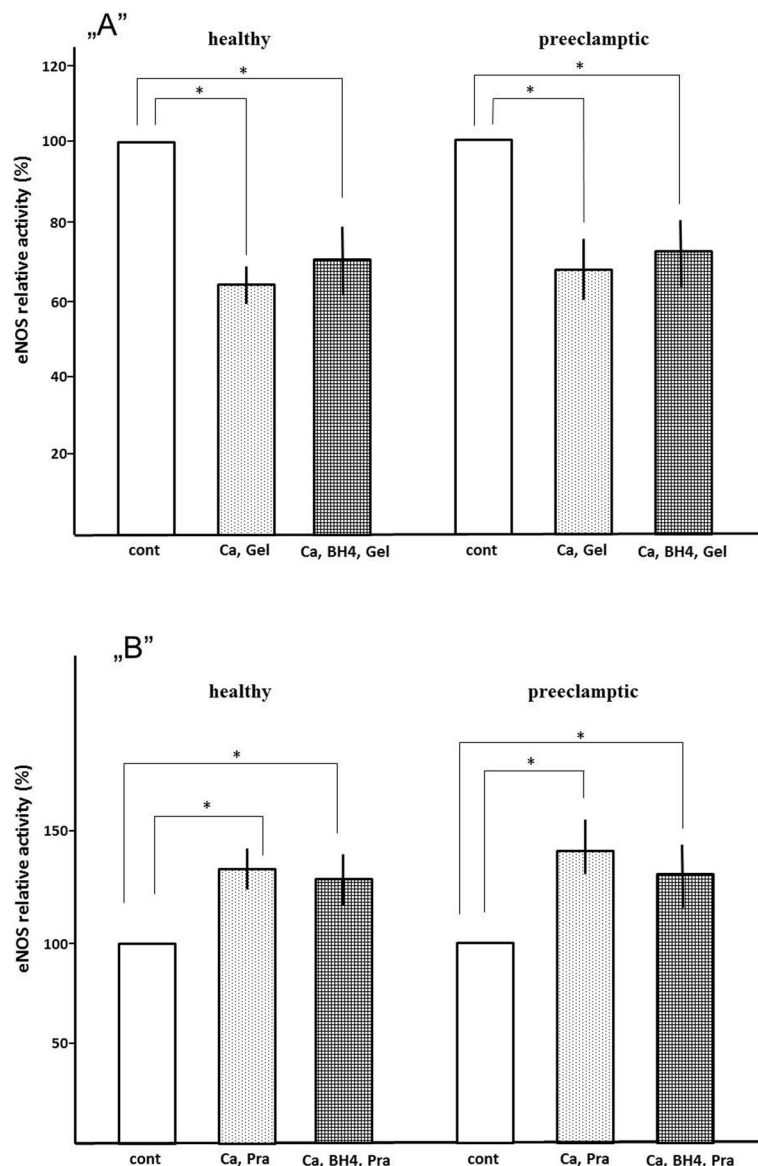 „A”
healthy preeclamptic
* *
* *
120
100
80
60
40
20
eNOS relative activity (%)
cont Ca, Gel Ca, BH4, Gel cont Ca, Gel Ca, BH4, Gel
„B”
healthy preeclamptic
* *
* *
150
100
50
eNOS relative activity (%)
cont Ca, Pra Ca, BH4, Pra cont Ca, Pra Ca, BH4, Pra